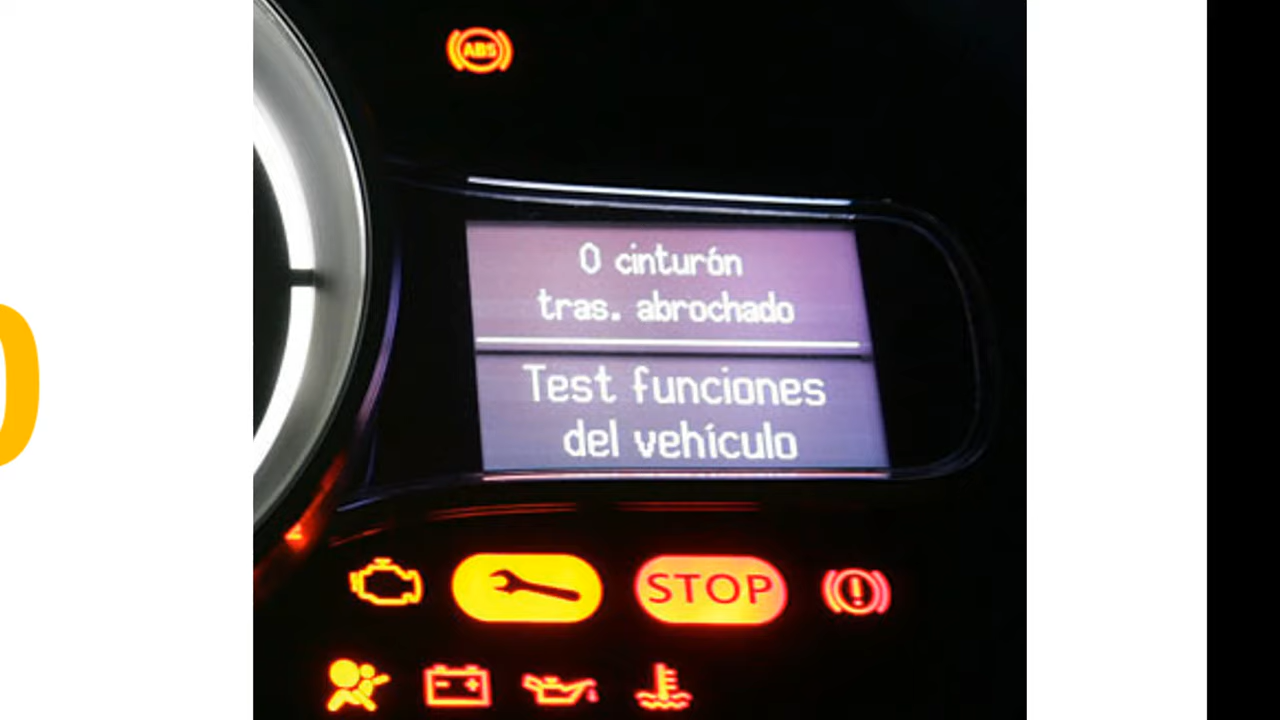 ABS
0 cinturón
tras. abrochado
Test funciones
del vehículo
STOP